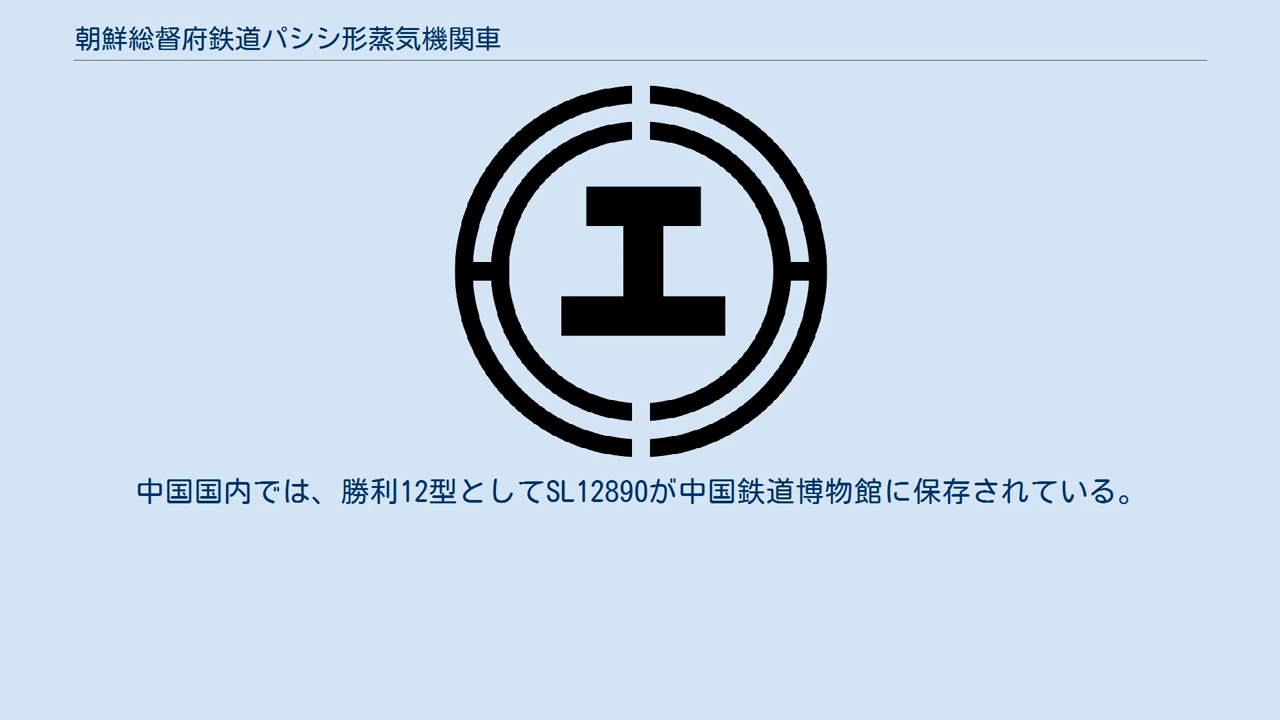 朝鮮総督府鉄道パシシ形蒸気機関車
工
中国国内では、勝利12型としてSL12890が中国鉄道博物館に保存されている。